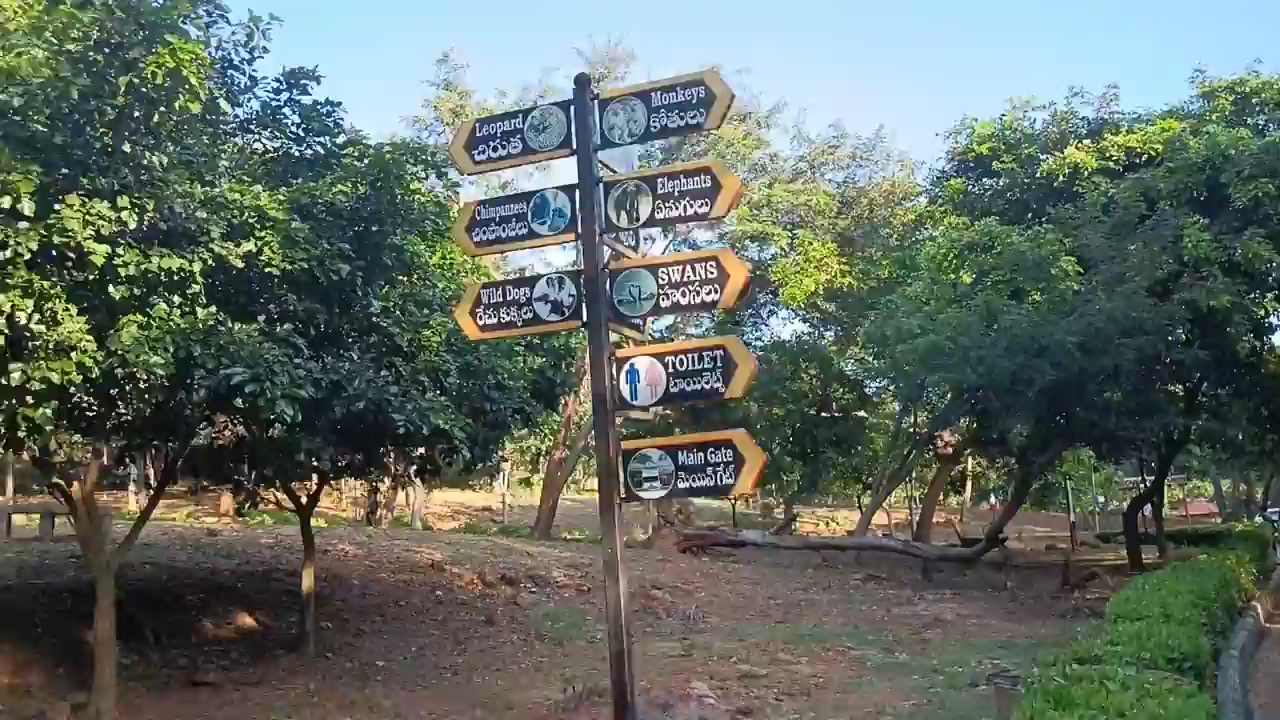 Leopard
చిరుత
Monkeys
కోతులు
Chimpanzees
చింపాంజీలు
Elephants
ఏనుగులు
Wild Dogs
రేచు కుక్కలు
SWANS
హంసలు
TOILET
టాయిలెట్స్
Main Gate
మెయిన్ గేట్